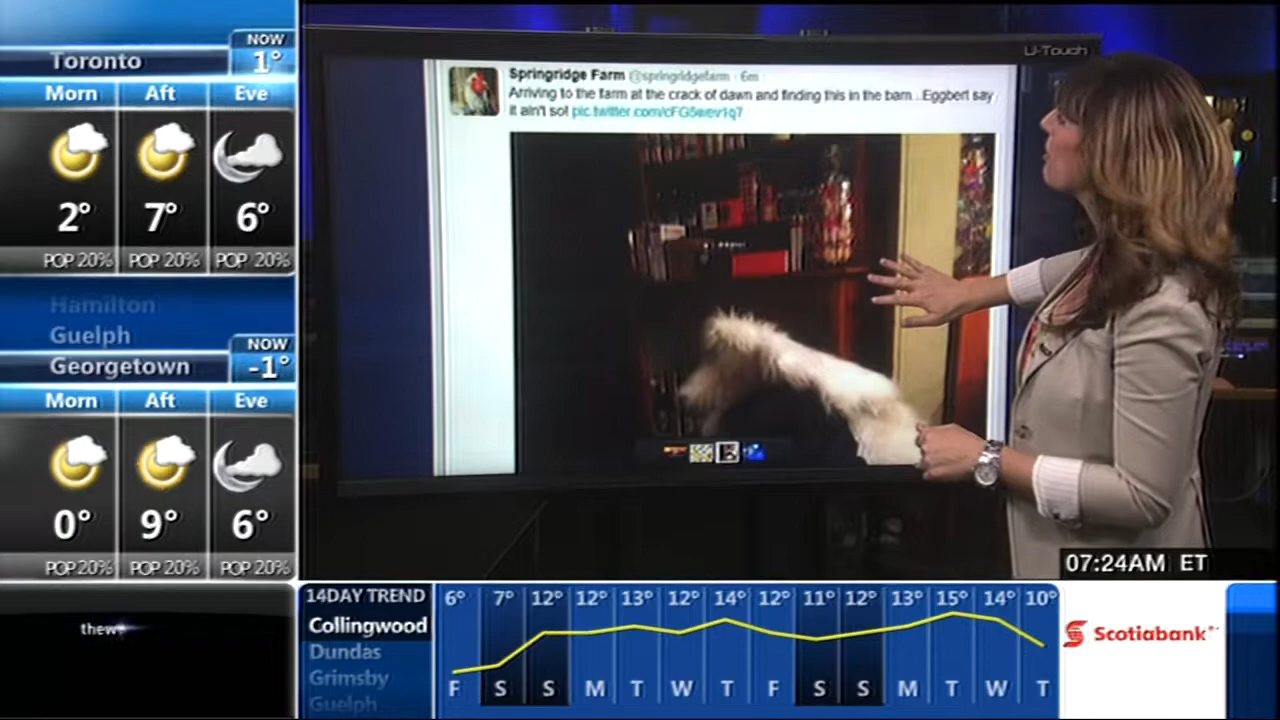 Toronto
NOW
1°
Morn Aft Eve
2° 7° 6°
POP 20% POP 20% POP 20%
Hamilton
Guelph
Georgetown
NOW
-1°
Morn Aft Eve
0° 9° 6°
POP 20% POP 20% POP 20%
thew
U-Touch
Springridge Farm @springridgefarm · 6m
Arriving to the farm at the crack of dawn and finding this in the barn...Eggbert say
it ain't so! pic.twitter.com/cFG5wev1q7
07:24AM ET
14DAY TREND
Collingwood
Dundas
Grimsby
Guelph
6° 7° 12° 12° 13° 12° 14° 12° 11° 12° 13° 15° 14° 10°
F S S M T W T F S S M T W T
Scotiabank